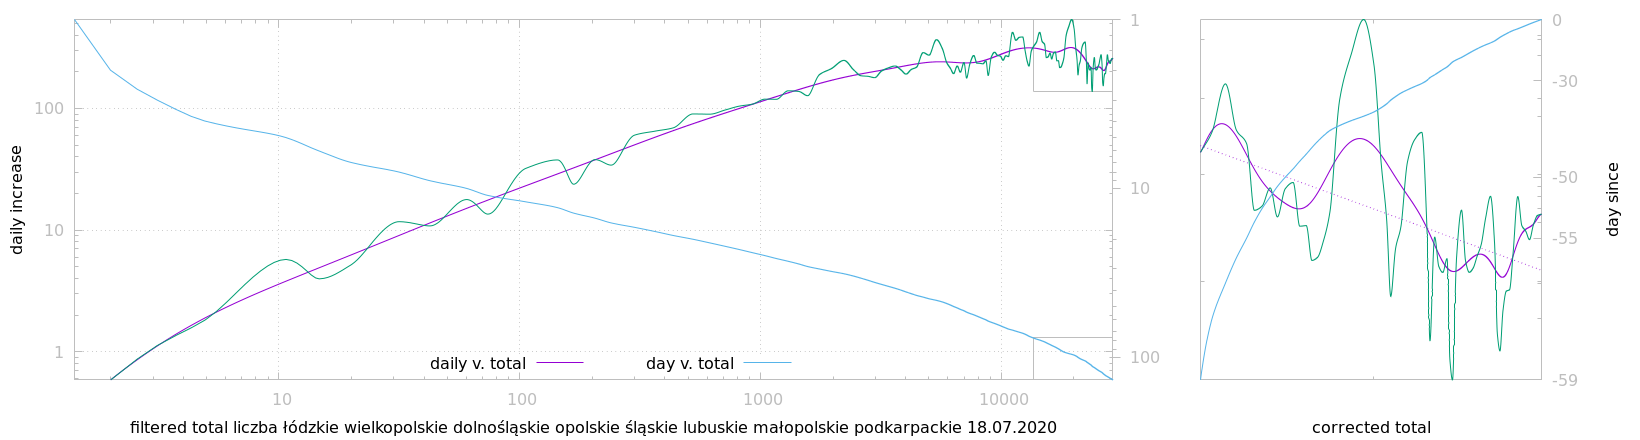 daily increase
100
10
1
10
100
1000
10000
1
10
100
daily v. total
day v. total
filtered total liczba łódzkie wielkopolskie dolnośląskie opolskie śląskie lubuskie małopolskie podkarpackie 18.07.2020
0
-30
-50
-55
-59
day since
corrected total